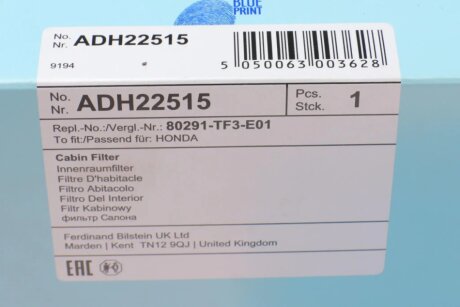 BLUE
PRINT
No.
Nr. ADH22515
9194
5 050063 003628
No.
Nr. ADH22515
Pcs.
Stck. 1
Repl.-No.:/Vergl.-Nr.: 80291-TF3-E01
To fit:/Passend für: HONDA
Cabin Filter
Innenraumfilter
Filtre D'habitacle
Filtro Abitacolo
Filtro Del Interior
Filtr Kabinowy
фильтр Салона
Ferdinand Bilstein UK Ltd
Marden | Kent TN12 9QJ | United Kingdom
EAC